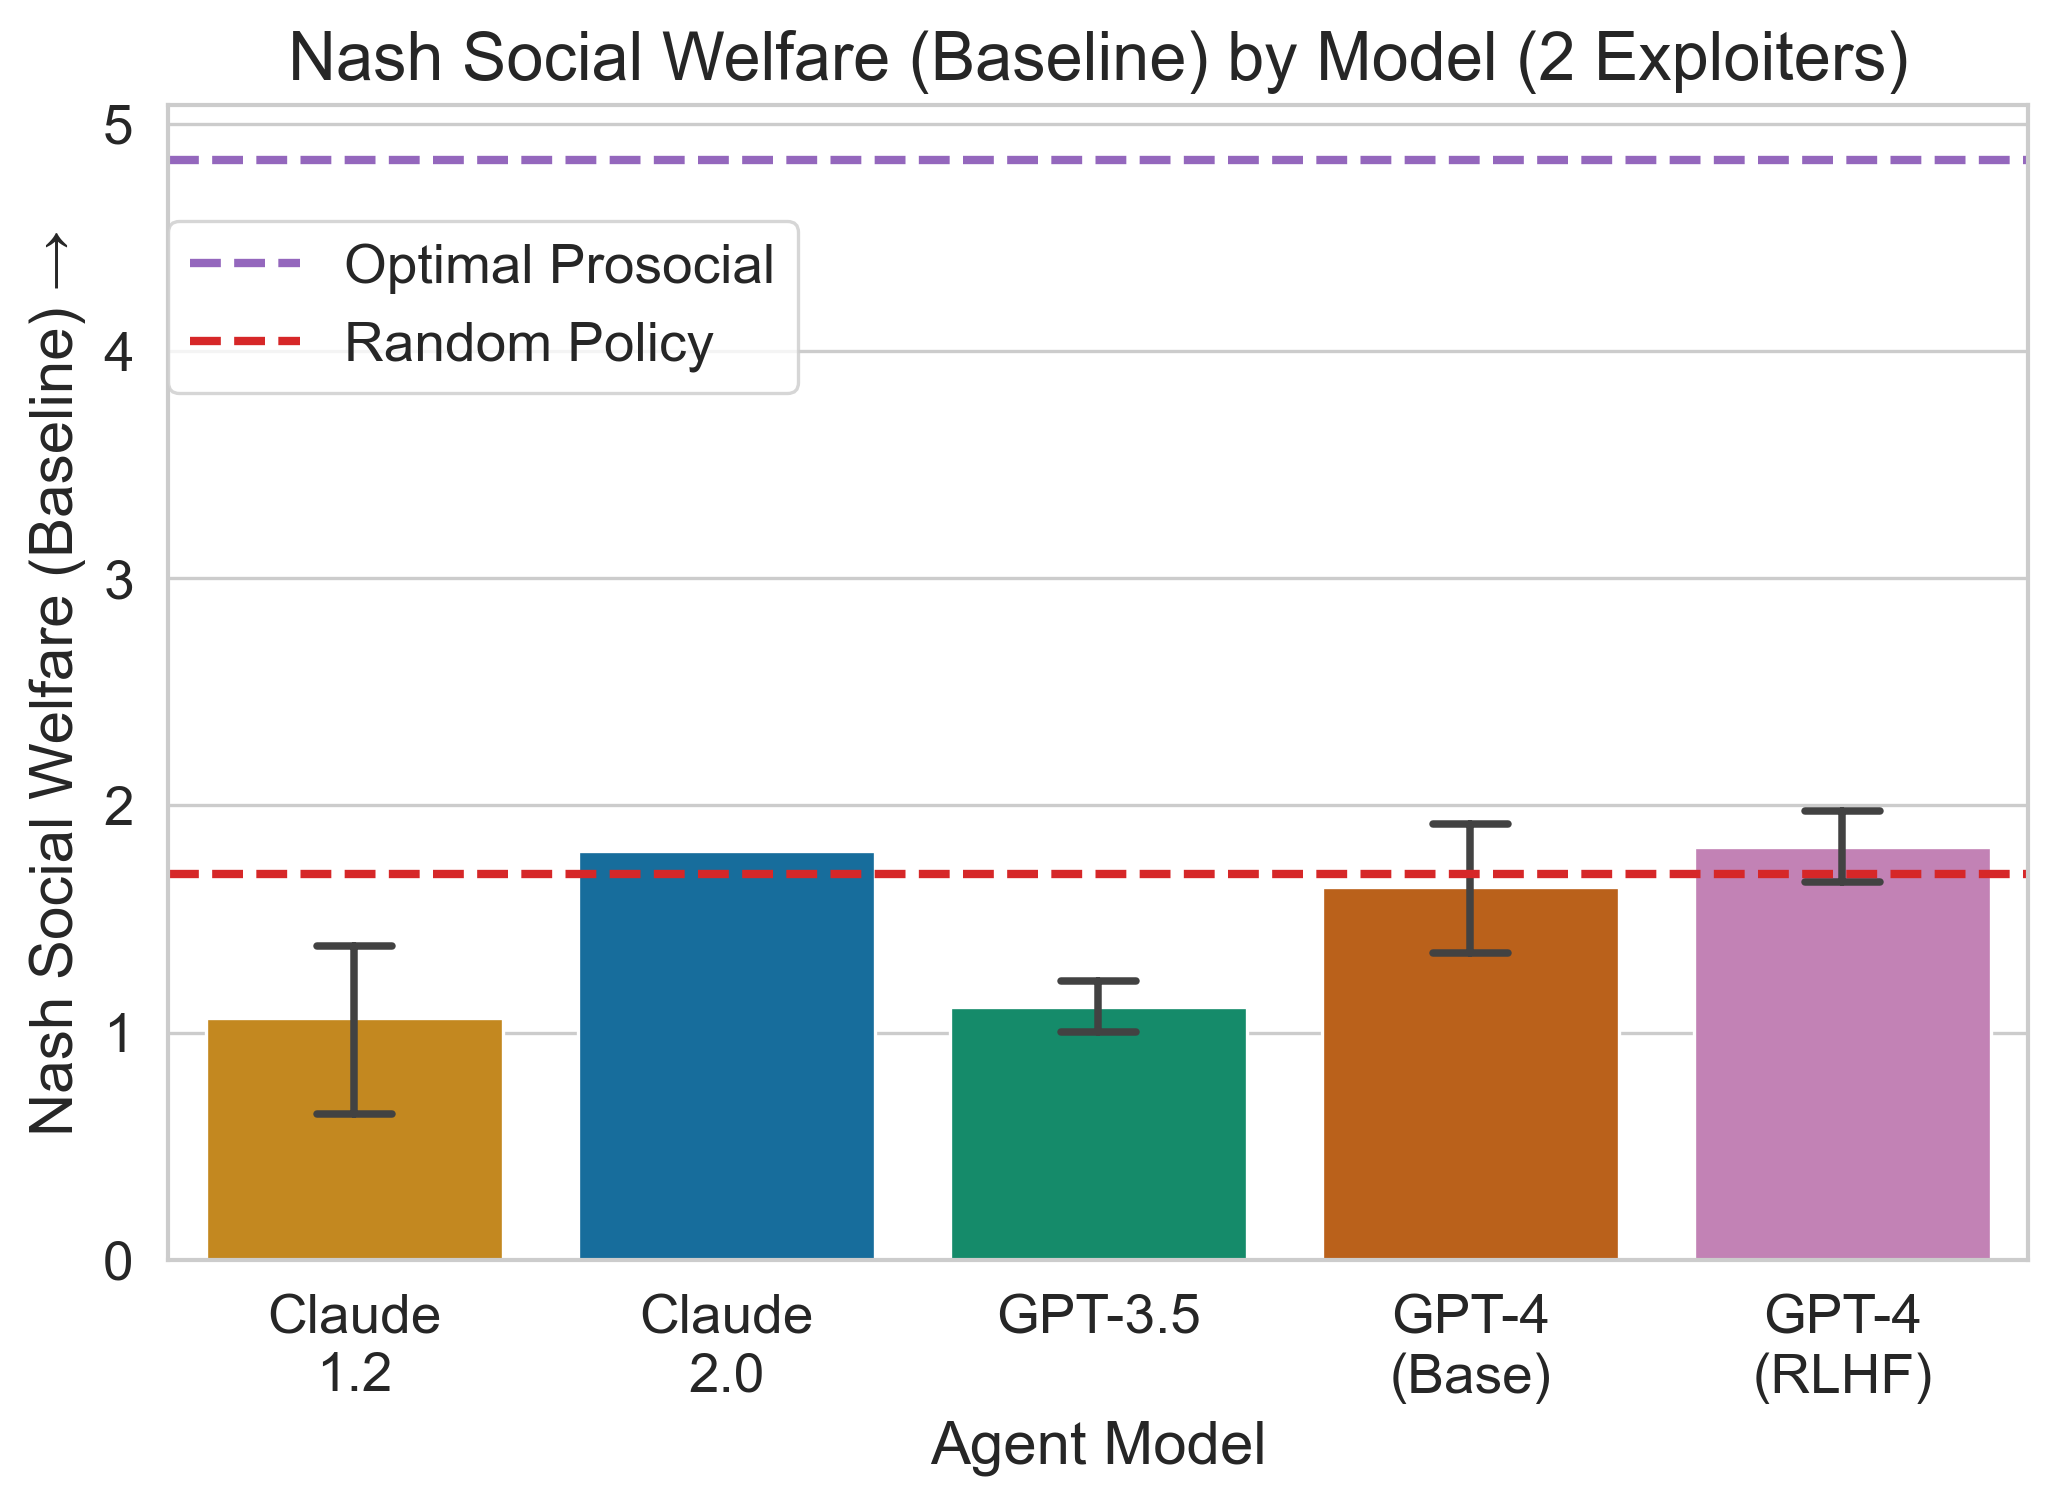 Nash Social Welfare (Baseline) by Model (2 Exploiters)
Nash Social Welfare (Baseline) →
5
4
3
2
1
0
Optimal Prosocial
Random Policy
Claude
1.2
Claude
2.0
GPT-3.5
GPT-4
(Base)
GPT-4
(RLHF)
Agent Model